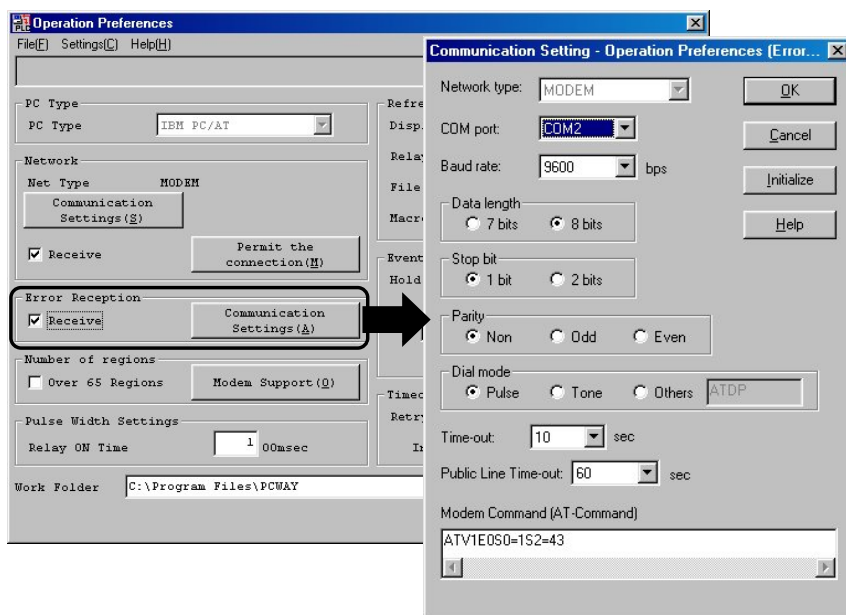 Operation Preferences
File(F) Settings(C) Help(H)
PC Type
PC Type IBM PC/AT
Network
Net Type MODEM
Communication
Settings(S)
Receive
Permit the
connection(M)
Error Reception
Receive
Communication
Settings(A)
Number of regions
Over 65 Regions
Modem Support(O)
Pulse Width Settings
Relay ON Time 1 00msec
Work Folder C:\Program Files\PCWAY
Refre
Disp.
Relay
File
Macr
Event
Hold
Timeo
Retry
Communication Setting - Operation Preferences (Error...
Network type: MODEM
OK
COM port: COM2
Cancel
Baud rate: 9600 bps
Initialize
Data length
7 bits 8 bits
Help
Stop bit
1 bit 2 bits
Parity
Non Odd Even
Dial mode
Pulse Tone Others ATDP
Time-out: 10 sec
Public Line Time-out: 60 sec
Modem Command (AT-Command)
ATV1E0S0=1S2=43